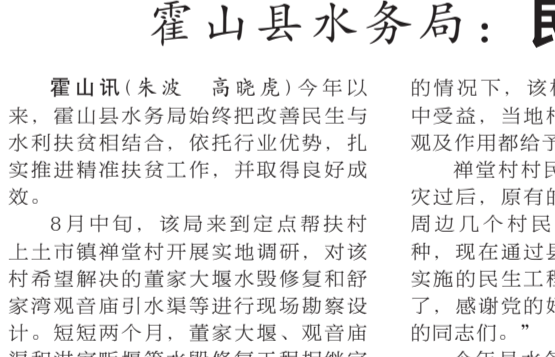 霍山县水务局：民
霍山讯(朱波 高晓虎)今年以
来，霍山县水务局始终把改善民生与
水利扶贫相结合，依托行业优势，扎
实推进精准扶贫工作，并取得良好成
效。
8月中旬，该局来到定点帮扶村
上土市镇禅堂村开展实地调研，对该
村希望解决的董家大堰水毁修复和舒
家湾观音庙引水渠等进行现场勘察设
计。短短两个月，董家大堰、观音庙
的情况下，该
中受益，当地
观及作用都给予
禅堂村村民
灾过后，原有的
周边几个村民
种，现在通过县
实施的民生工程
了，感谢党的好
的同志们。”